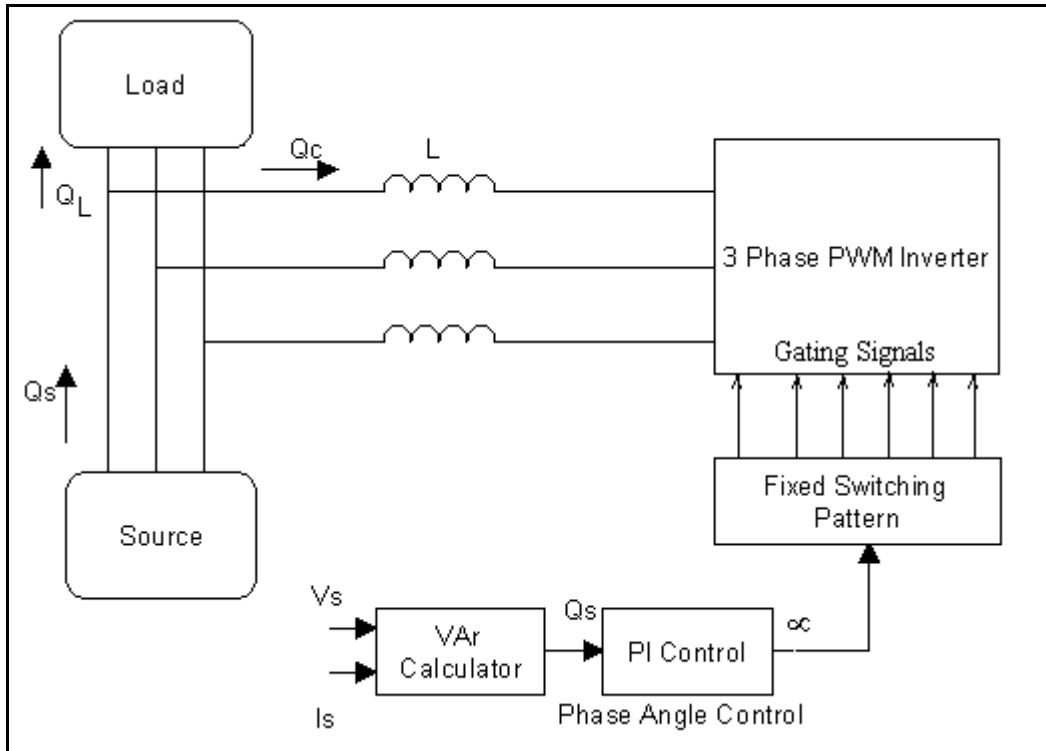 Load
Qc
L
QL
3 Phase PWM Inverter
Gating Signals
Qs
Fixed Switching
Pattern
Source
Vs
Qs
∝
VAr
Calculator
PI Control
Is
Phase Angle Control